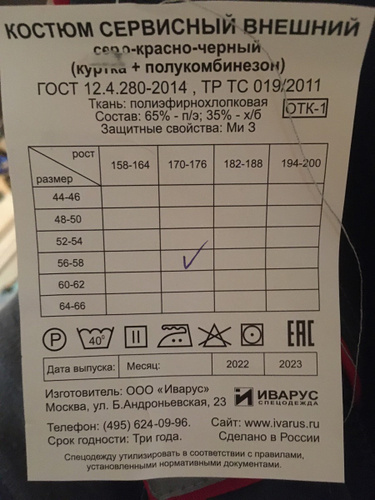 КОСТЮМ СЕРВИСНЫЙ ВНЕШНИЙ
серо-красно-черный
(куртка + полукомбинезон)
ГОСТ 12.4.280-2014 , ТР ТС 019/2011
Ткань: полиэфирнохлопковая
Состав: 65% - п/э; 35% - х/б
ОТК-1
Защитные свойства: Ми З
рост
размер
158-164 170-176 182-188 194-200
44-46
48-50
52-54
56-58 ✓
60-62
64-66
P 40° EAC
Дата выпуска: Месяц: 2022 2023
Изготовитель: ООО «Иварус»
Москва, ул. Б.Андроньевская, 23
ИВАРУС
СПЕЦОДЕЖДА
Телефон: (495) 624-09-96. Сайт: www.ivarus.ru
Срок годности: Три года. Сделано в России
Спецодежду утилизировать в соответствии с правилами,
установленными нормативными документами.